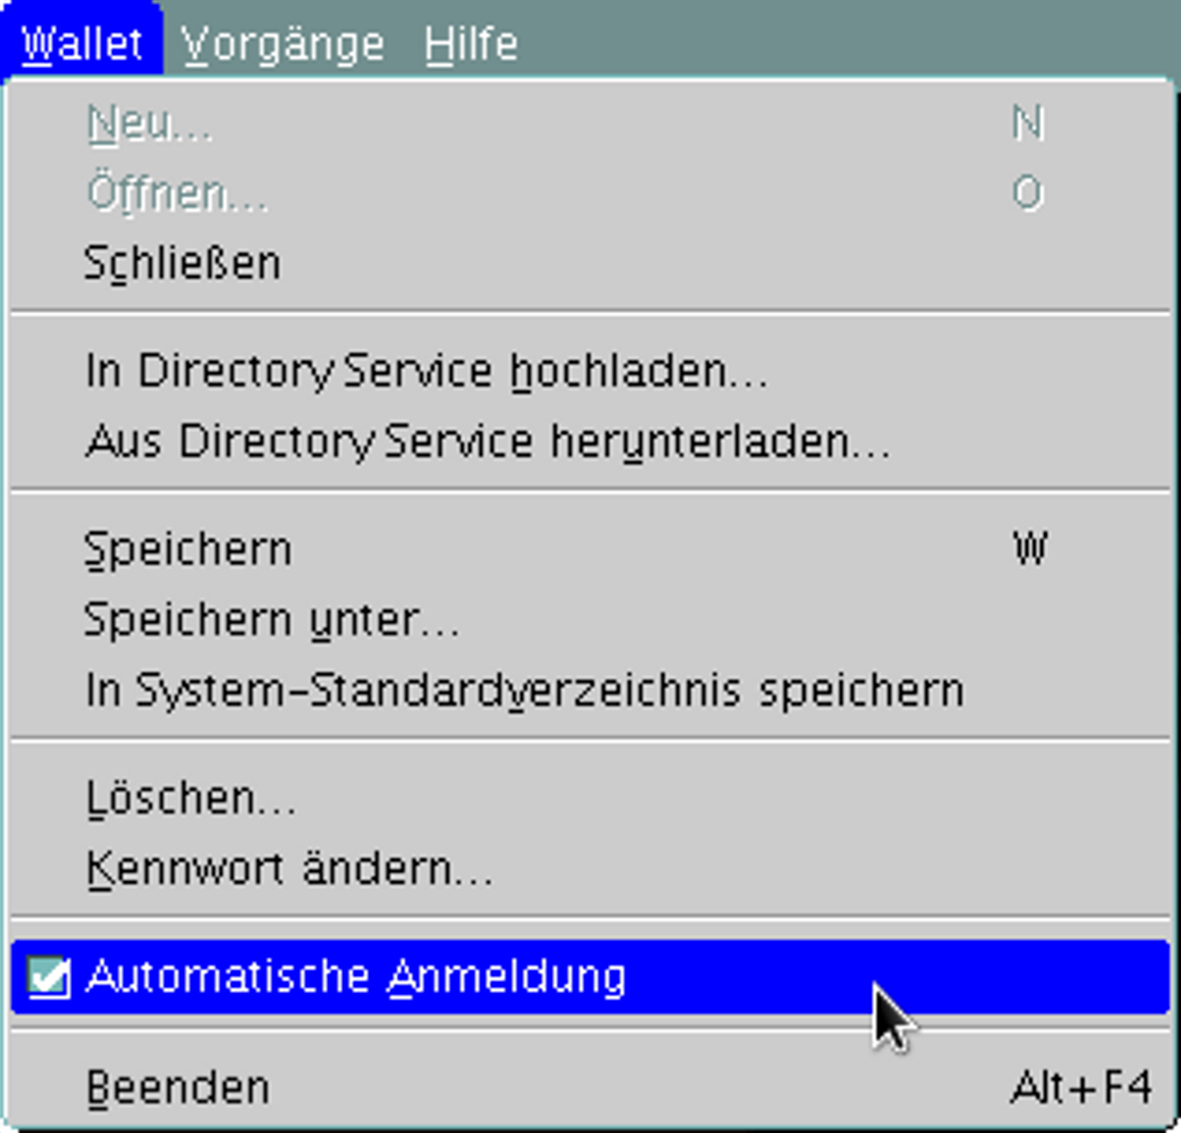 Wallet Vorgänge Hilfe
Neu... N
Öffnen... O
Schließen
In Directory Service hochladen...
Aus Directory Service herunterladen...
Speichern W
Speichern unter...
In System-Standardverzeichnis speichern
Löschen...
Kennwort ändern...
Automatische Anmeldung
Beenden Alt+F4